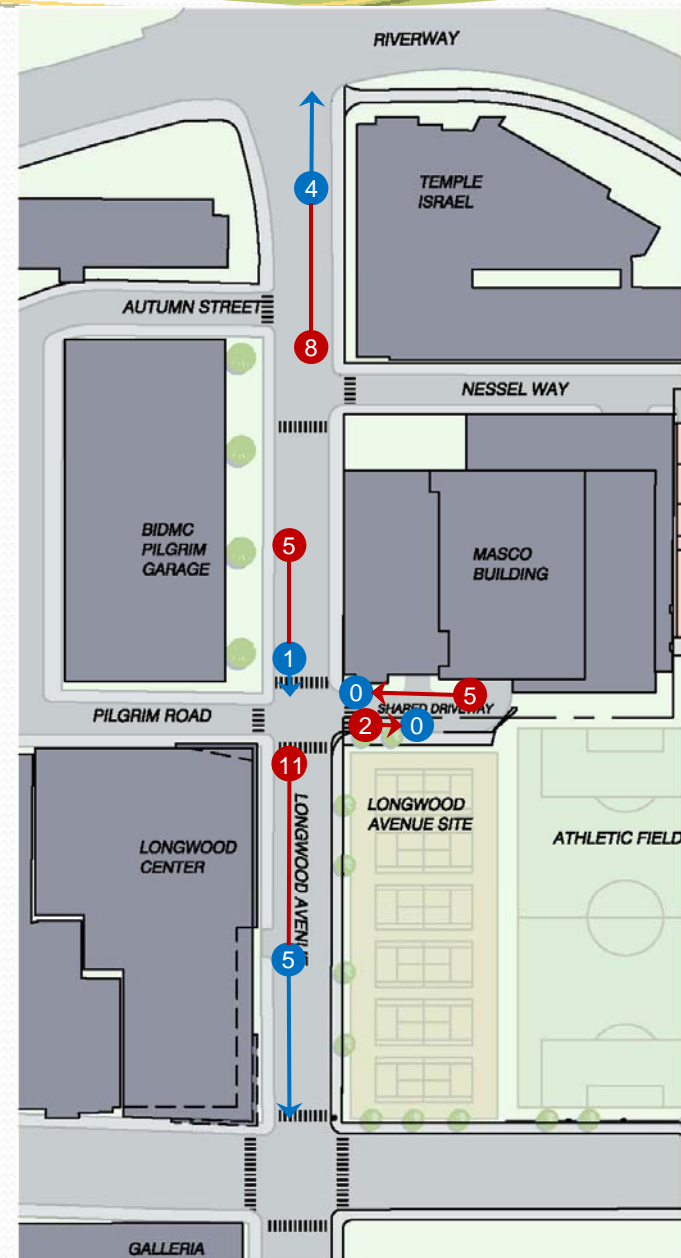 RIVERWAY
4
TEMPLE
ISRAEL
AUTUMN STREET
8
NESSEL WAY
BIDMC
PILGRIM
GARAGE
5
MASCO
BUILDING
1
0
5
PILGRIM ROAD
SHARED DRIVEWAY
2
0
11
LONGWOOD AVENUE
LONGWOOD
AVENUE SITE
LONGWOOD
CENTER
ATHLETIC FIELD
5
GALLERIA